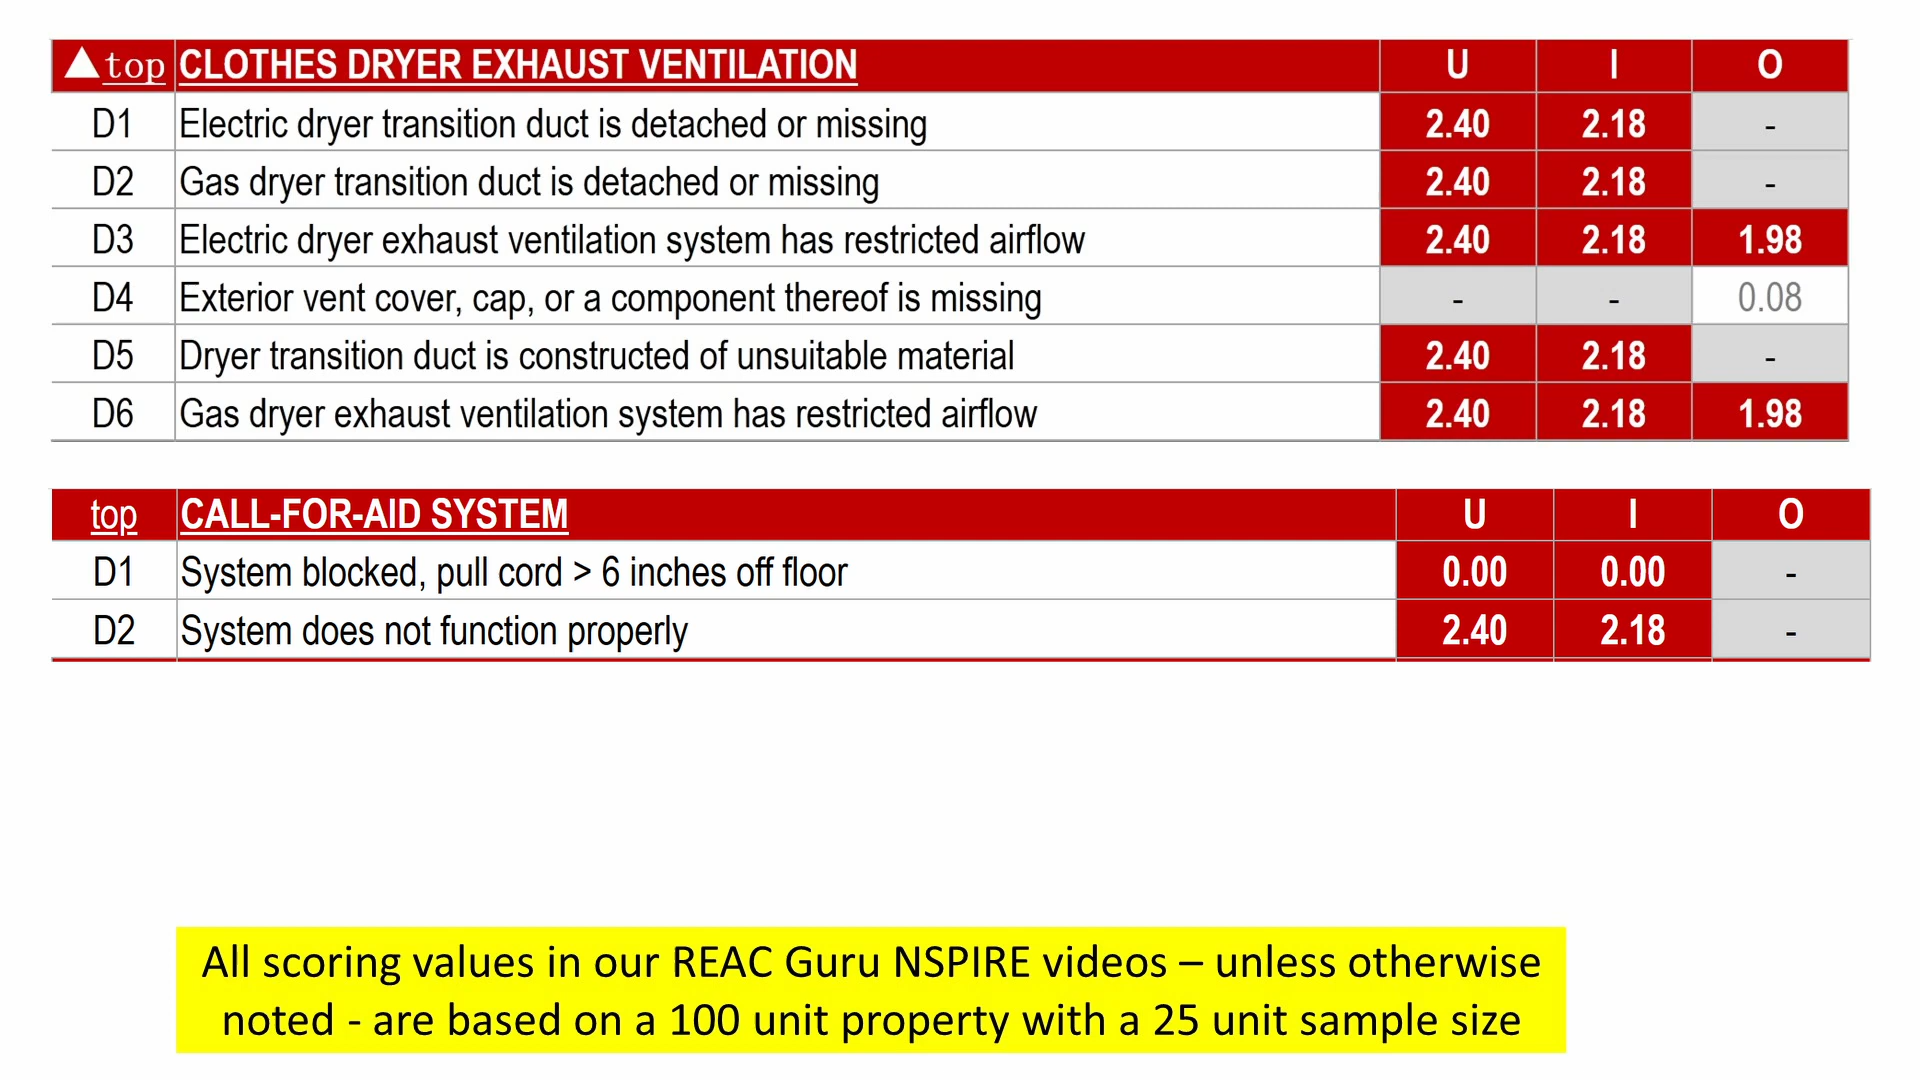 ▲top CLOTHES DRYER EXHAUST VENTILATION U I O
D1 Electric dryer transition duct is detached or missing 2.40 2.18 -
D2 Gas dryer transition duct is detached or missing 2.40 2.18 -
D3 Electric dryer exhaust ventilation system has restricted airflow 2.40 2.18 1.98
D4 Exterior vent cover, cap, or a component thereof is missing - - 0.08
D5 Dryer transition duct is constructed of unsuitable material 2.40 2.18 -
D6 Gas dryer exhaust ventilation system has restricted airflow 2.40 2.18 1.98
top CALL-FOR-AID SYSTEM U I O
D1 System blocked, pull cord > 6 inches off floor 0.00 0.00 -
D2 System does not function properly 2.40 2.18 -
All scoring values in our REAC Guru NSPIRE videos – unless otherwise
noted - are based on a 100 unit property with a 25 unit sample size